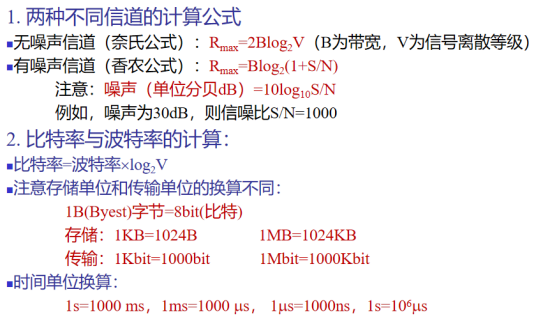 1. 两种不同信道的计算公式
■无噪声信道（奈氏公式）：Rmax=2Blog2V（B为带宽，V为信号离散等级）
■有噪声信道（香农公式）：Rmax=Blog2(1+S/N)
注意：噪声（单位分贝dB）=10log10S/N
例如，噪声为30dB，则信噪比S/N=1000
2. 比特率与波特率的计算：
■比特率=波特率×log2V
■注意存储单位和传输单位的换算不同：
1B(Byest)字节=8bit(比特)
存储：1KB=1024B 1MB=1024KB
传输：1Kbit=1000bit 1Mbit=1000Kbit
■时间单位换算：
1s=1000 ms，1ms=1000 μs， 1μs=1000ns，1s=10⁶μs